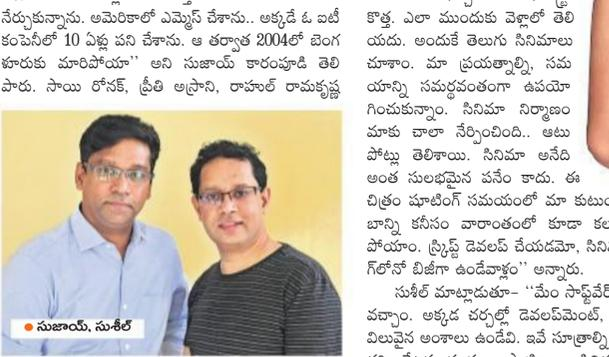 నేర్చుకున్నాను. అమెరికాలో ఎమ్మెస్ చేశాను.. అక్కడే ఓ ఐటీ
కంపెనీలో 10 ఏళ్లు పని చేశాను. ఆ తర్వాత 2004లో బెంగ
ళూరుకు మారిపోయా’’ అని సుజాయ్ కారంపూడి తెలి
పారు. సాయి రోనక్, ప్రీతి అస్రాని, రాహుల్ రామకృష్ణ
సుజాయ్, సుశీల్
కొత్త. ఎలా ముందుకు వెళ్లాలో తెలి
యదు. అందుకే తెలుగు సినిమాలు
చూశాం. మా ప్రయత్నాల్ని, సమ
యాన్ని సమర్థవంతంగా ఉపయో
గించుకున్నాం. సినిమా నిర్మాణం
మాకు చాలా నేర్పించింది.. ఆటు
పోట్లు తెలిశాయి. సినిమా అనేది
అంత సులభమైన పనేం కాదు. ఈ
చిత్రం షూటింగ్ సమయంలో మా కుటుం
బాన్ని కనీసం వారాంతంలో కూడా కల
పోయాం. స్క్రిప్ట్ డెవలప్ చేయడమో, సిని
గ్‌లోనో బిజీగా ఉండేవాళ్లం’’ అన్నారు.
సుశీల్ మాట్లాడుతూ– ‘‘మేం సాఫ్ట్‌వేర్
వచ్చాం. అక్కడ చర్చల్లో డెవలప్‌మెంట్,
విలువైన అంశాలు ఉండేవి. ఇవే సూత్రాల్ని